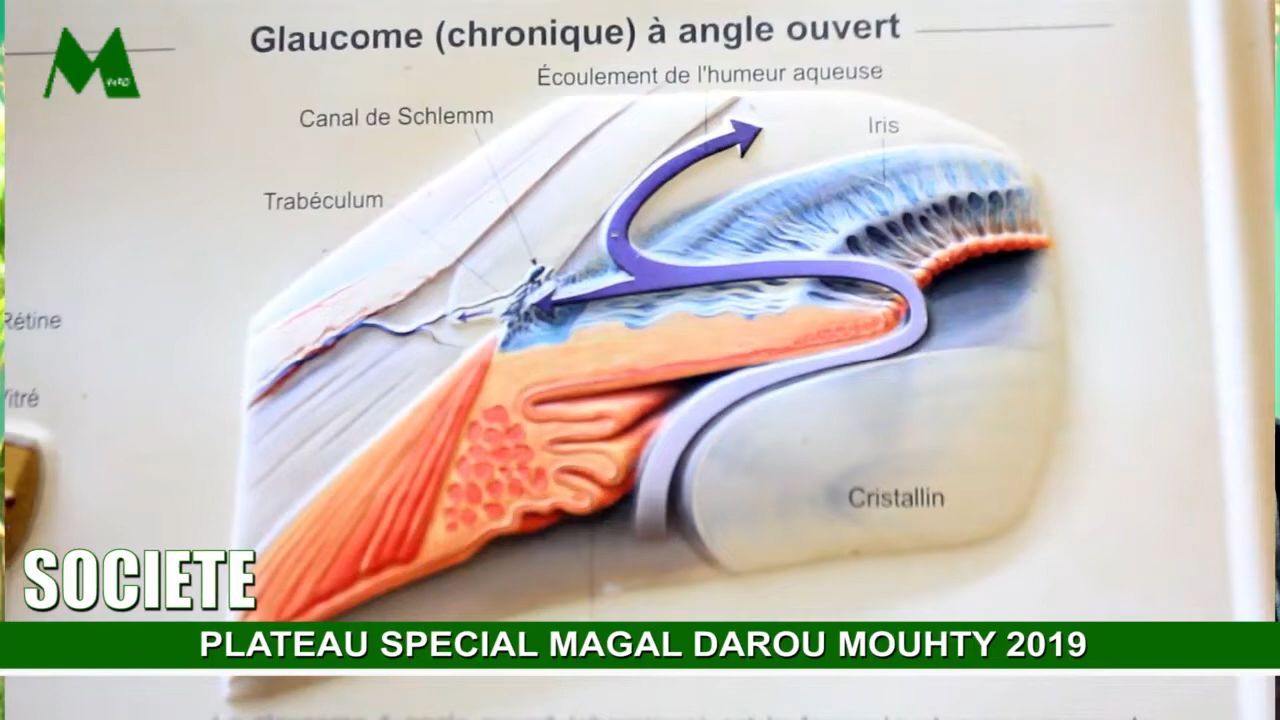 Glaucome (chronique) à angle ouvert
Écoulement de l'humeur aqueuse
Canal de Schlemm
Iris
Trabéculum
Rétine
Vitré
Cristallin
SOCIETE
PLATEAU SPECIAL MAGAL DAROU MOUHTY 2019